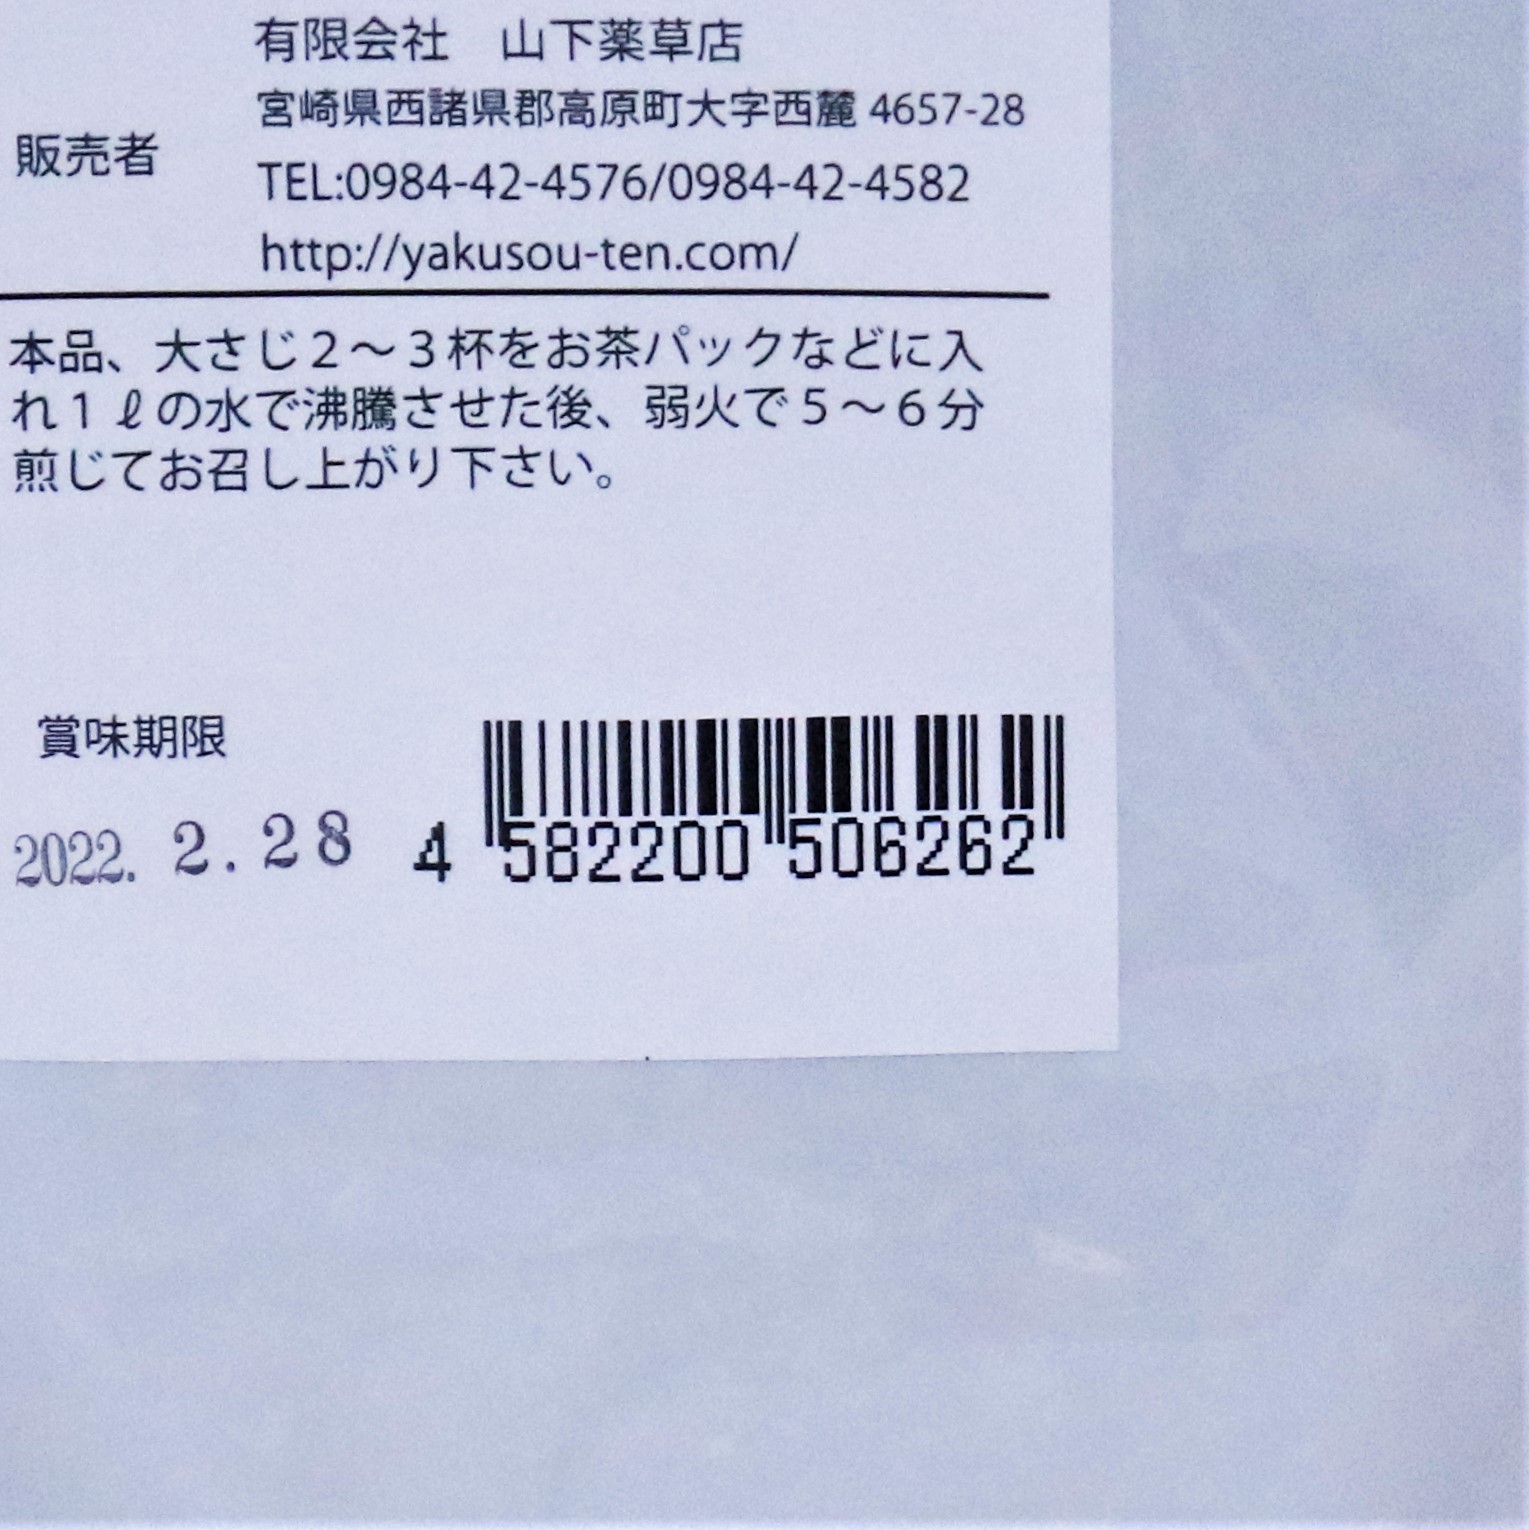 有限会社　山下薬草店
宮崎県西諸県郡高原町大字西麓 4657-28
販売者
TEL:0984-42-4576/0984-42-4582
http://yakusou-ten.com/
本品、大さじ２～３杯をお茶パックなどに入
れ１ℓの水で沸騰させた後、弱火で５～６分
煎じてお召し上がり下さい。
賞味期限
2022. 2. 28
4 582200 506262